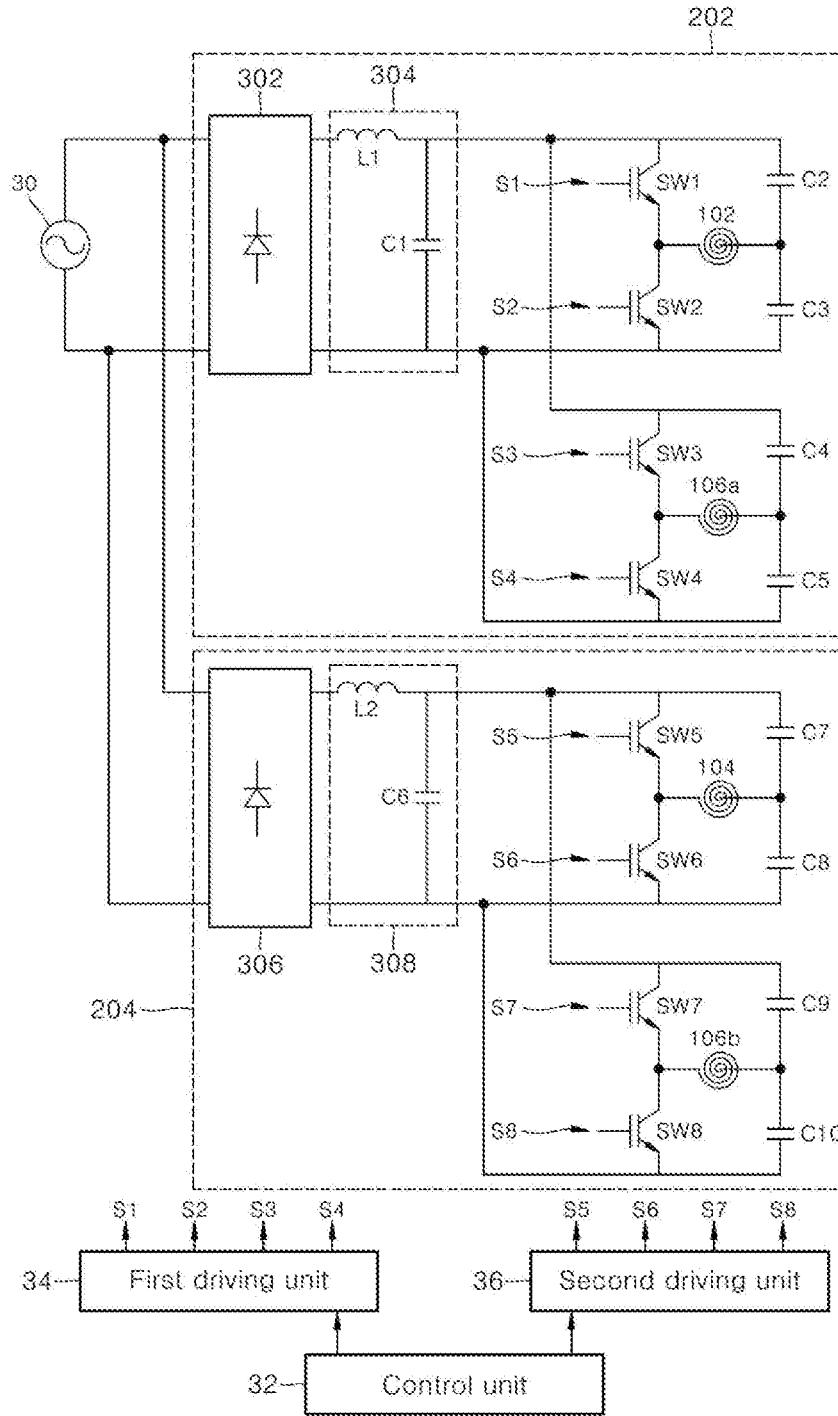 202
302
304
30
L1
S1
SW1
C2
102
C1
S2
SW2
C3
S3
SW3
C4
106a
S4
SW4
C5
L2
S5
SW5
C7
104
C6
S6
SW6
C8
306
308
204
S7
SW7
C9
106b
S8
SW8
C10
S1 S2 S3 S4
S5 S6 S7 S8
34
First driving unit
36
Second driving unit
32
Control unit